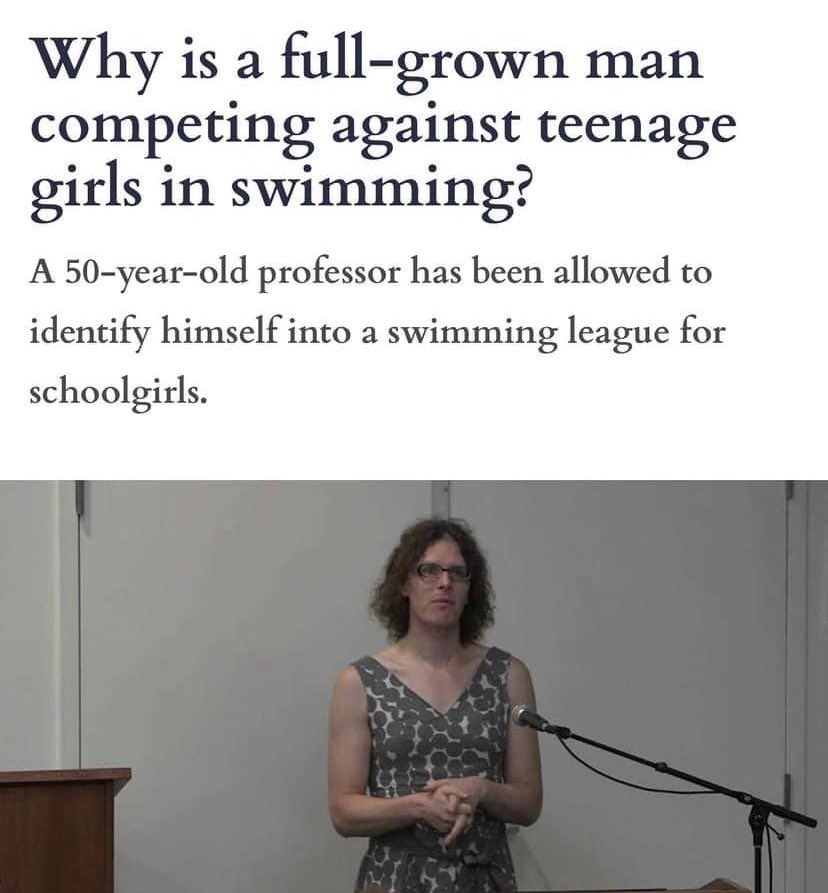 Why is a full-grown man
competing against teenage
girls in swimming?
A 50-year-old professor has been allowed to
identify himself into a swimming league for
schoolgirls.